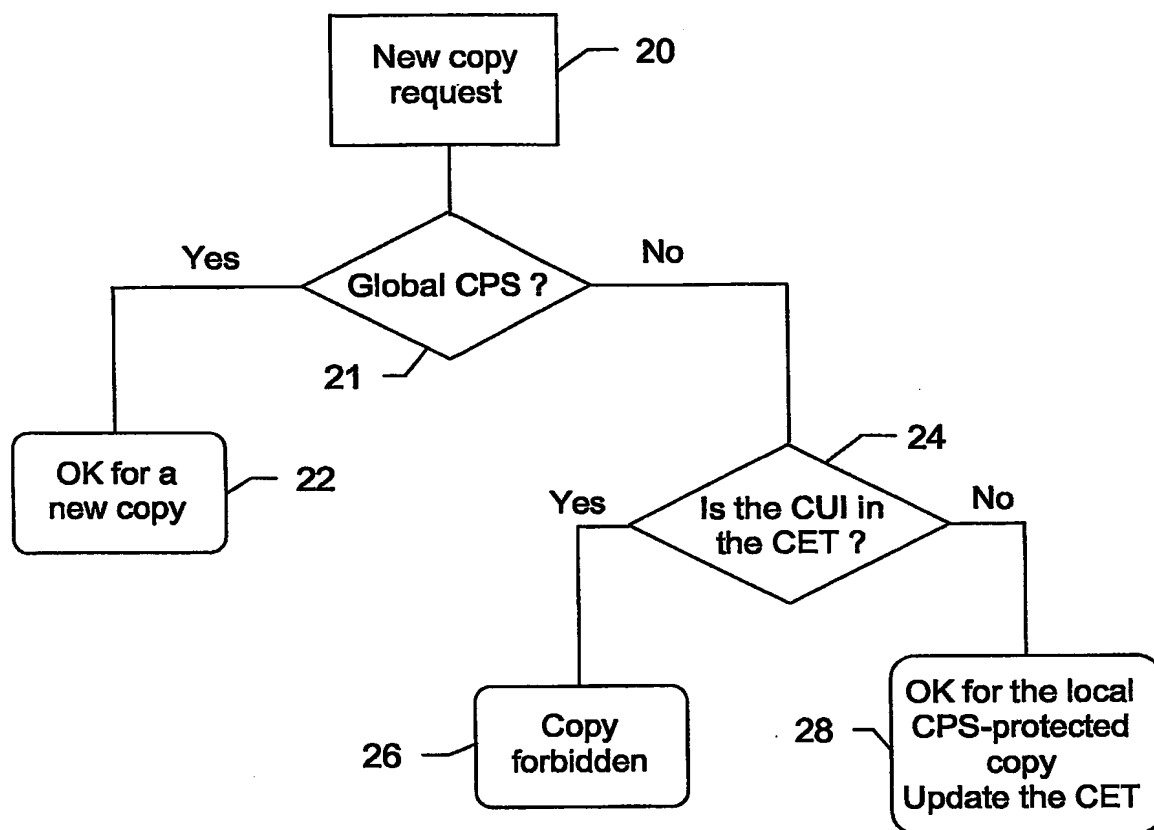 New copy
request
20
Yes
No
Global CPS ?
21
OK for a
new copy
22
24
Yes
No
Is the CUI in
the CET ?
Copy
forbidden
26
OK for the local
CPS-protected
copy
Update the CET
28